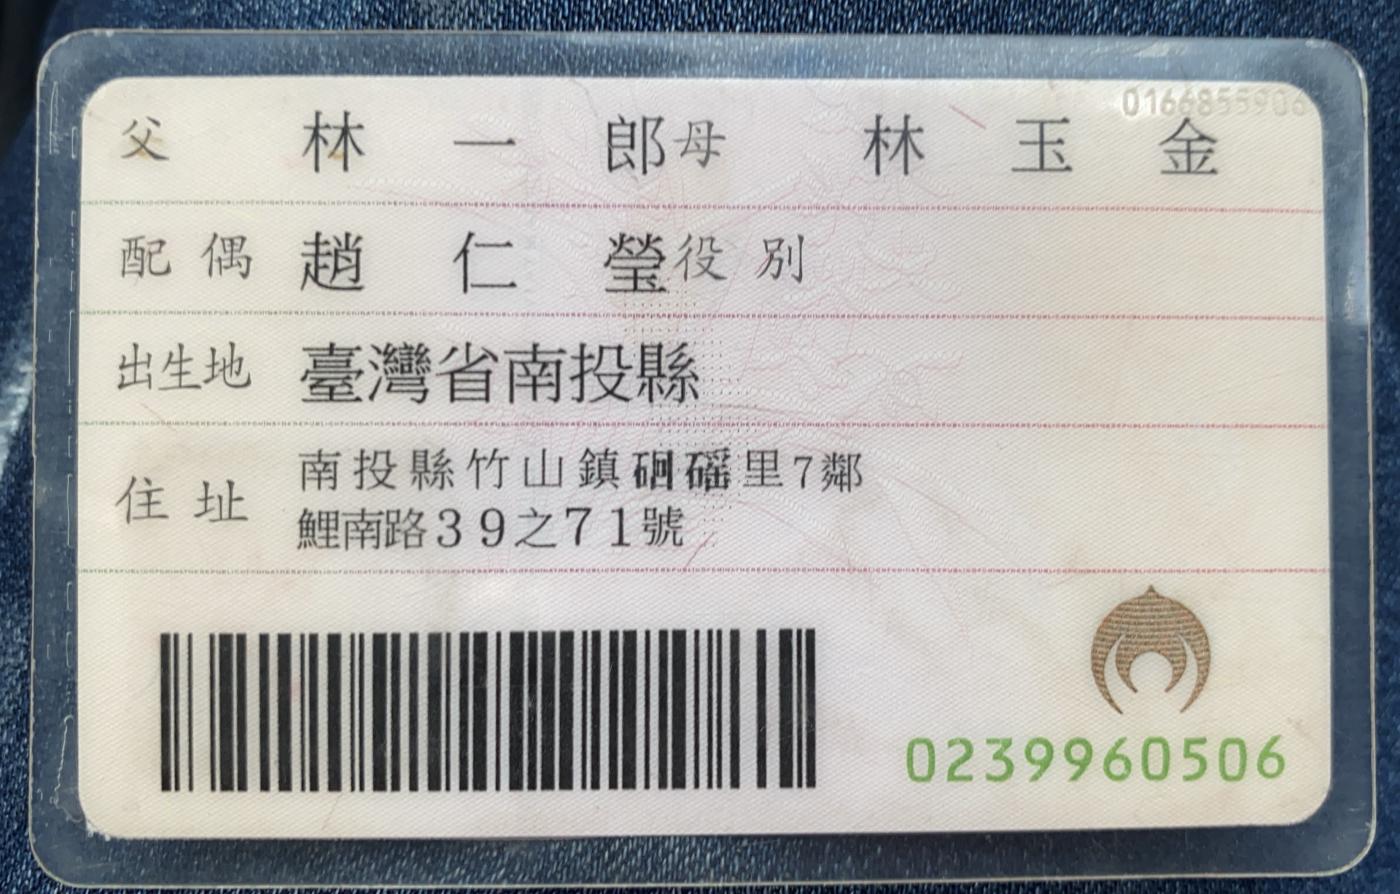 0166855906
父 林一郎 母 林玉金
配偶 趙仁瑩 役別
出生地 臺灣省南投縣
住址 南投縣竹山鎮硘磘里7鄰
鯉南路39之71號
0239960506